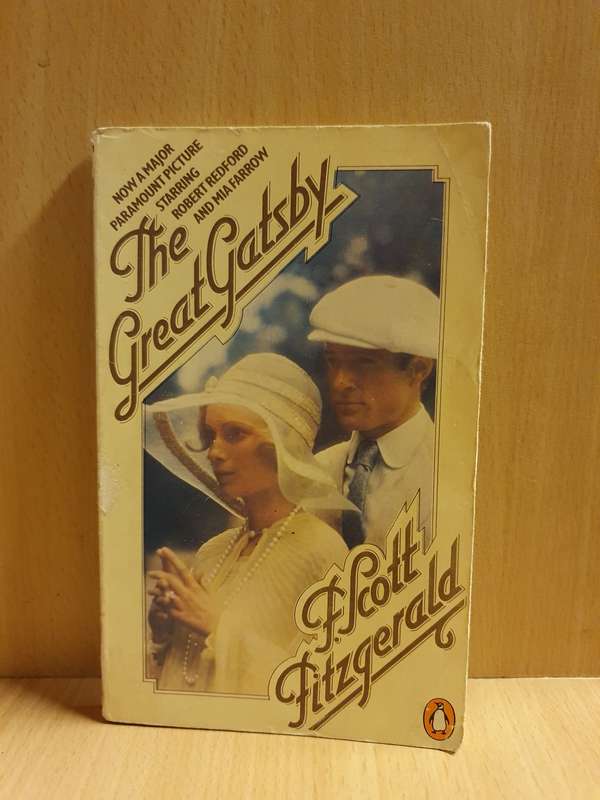 NOW A MAJOR
PARAMOUNT PICTURE
STARRING
ROBERT REDFORD
AND MIA FARROW
The
Great Gatsby
F. Scott
Fitzgerald